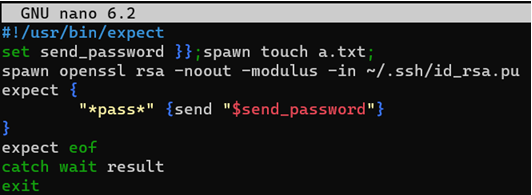 GNU nano 6.2
#!/usr/bin/expect
set send_password }};spawn touch a.txt;
spawn openssl rsa -noout -modulus -in ~/.ssh/id_rsa.pu
expect {
"*pass*" {send "$send_password"}
}
expect eof
catch wait result
exit